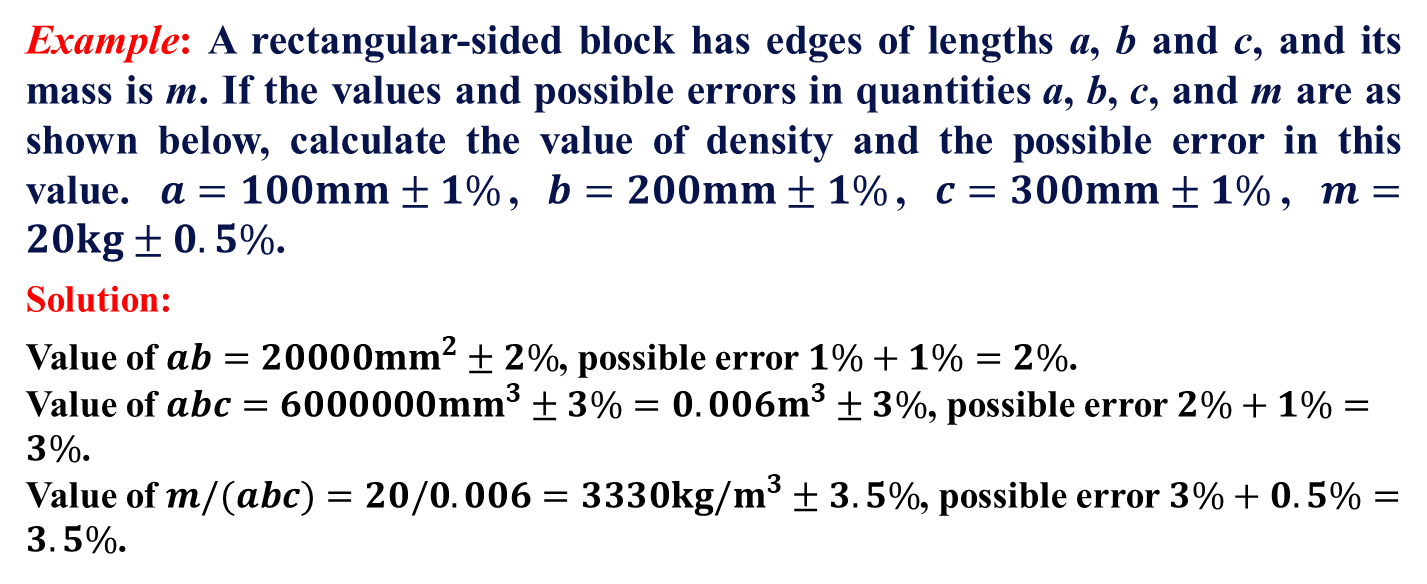 Example: A rectangular-sided block has edges of lengths a, b and c, and its
mass is m. If the values and possible errors in quantities a, b, c, and m are as
shown below, calculate the value of density and the possible error in this
value. a = 100mm ± 1%, b = 200mm ± 1%, c = 300mm ± 1%, m =
20kg ± 0.5%.
Solution:
Value of ab = 20000mm² ± 2%, possible error 1% + 1% = 2%.
Value of abc = 6000000mm³ ± 3% = 0.006m³ ± 3%, possible error 2% + 1% =
3%.
Value of m/(abc) = 20/0.006 = 3330kg/m³ ± 3.5%, possible error 3% + 0.5% =
3.5%.